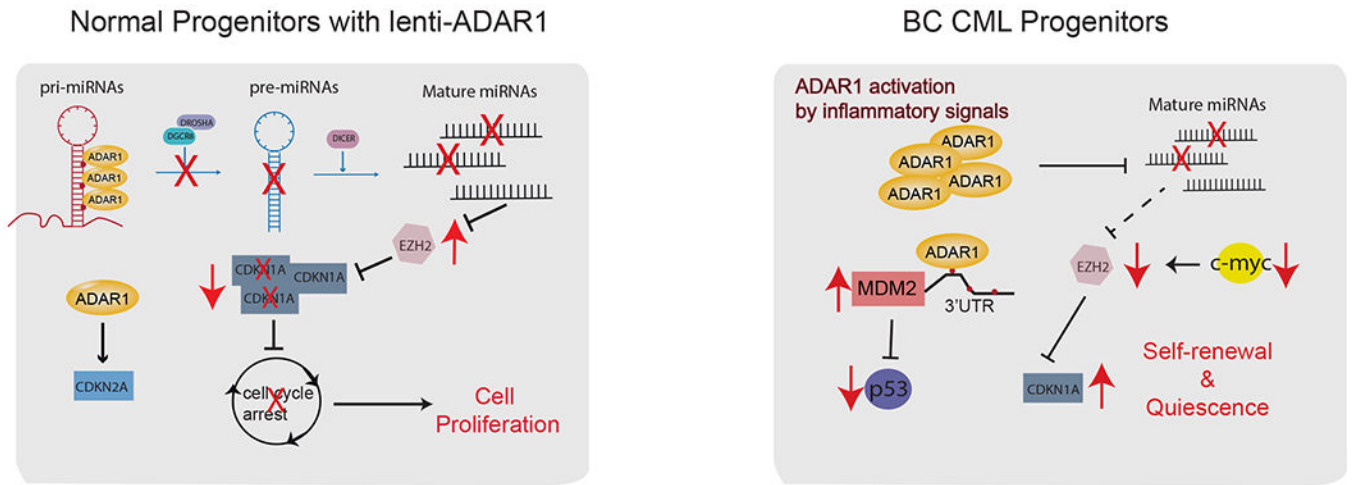 Normal Progenitors with lenti-ADAR1
pri-miRNAs
pre-miRNAs
Mature miRNAs
DROSHA
DGCR8
DICER
ADAR1
ADAR1
ADAR1
EZH2
CDKN1A
CDKN1A
CDKN1A
ADAR1
CDKN2A
cell cycle
arrest
Cell
Proliferation
BC CML Progenitors
ADAR1 activation
by inflammatory signals
Mature miRNAs
ADAR1
ADAR1
ADAR1
ADAR1
ADAR1
EZH2
c-myc
MDM2
3'UTR
p53
CDKN1A
Self-renewal
&
Quiescence